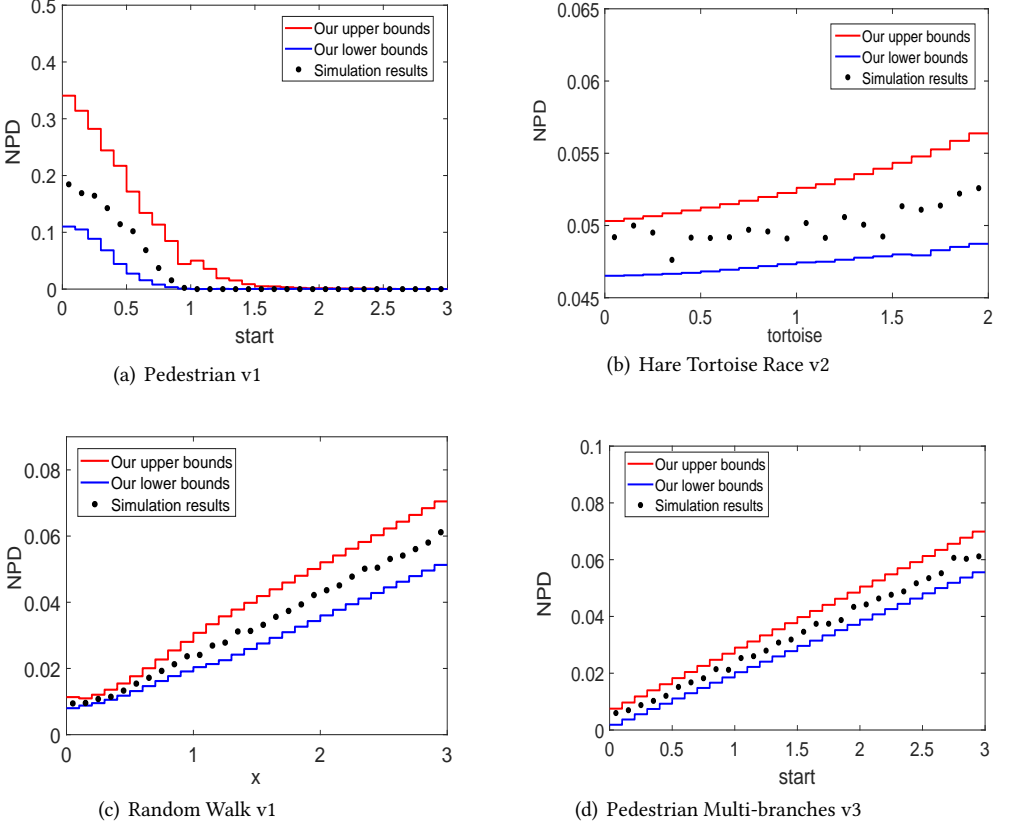 0.5
0.4
0.3
0.2
0.1
0
NPD
Our upper bounds
Our lower bounds
Simulation results
0 0.5 1 1.5 2 2.5 3
start
(a) Pedestrian v1
0.065
0.06
0.055
0.05
0.045
NPD
Our upper bounds
Our lower bounds
Simulation results
0 0.5 1 1.5 2
tortoise
(b) Hare Tortoise Race v2
0.08
0.06
0.04
0.02
0
NPD
Our upper bounds
Our lower bounds
Simulation results
0 1 2 3
x
(c) Random Walk v1
0.1
0.08
0.06
0.04
0.02
0
NPD
Our upper bounds
Our lower bounds
Simulation results
0 0.5 1 1.5 2 2.5 3
start
(d) Pedestrian Multi-branches v3